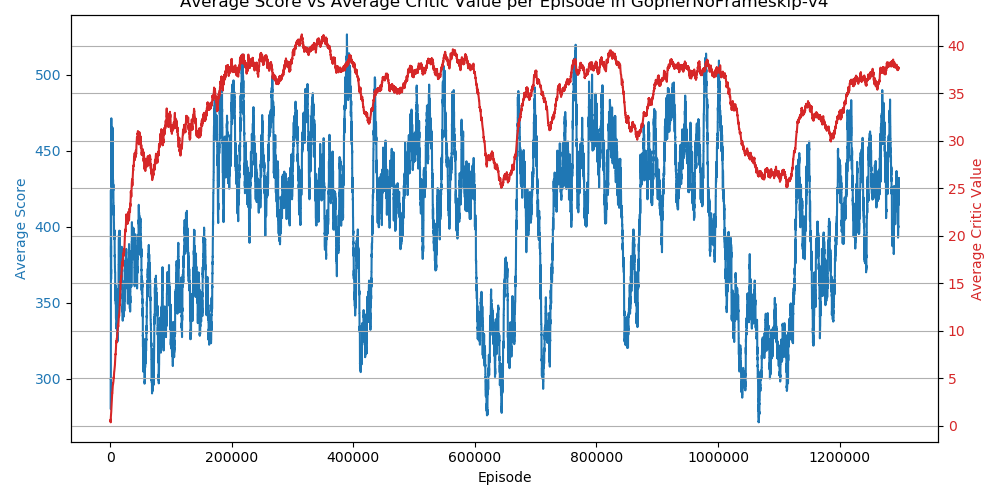 Average Score vs Average Critic Value per Episode in GopherNoFrameskip-v4
500
450
400
350
300
Average Score
40
35
30
25
20
15
10
5
0
Average Critic Value
0 200000 400000 600000 800000 1000000 1200000
Episode